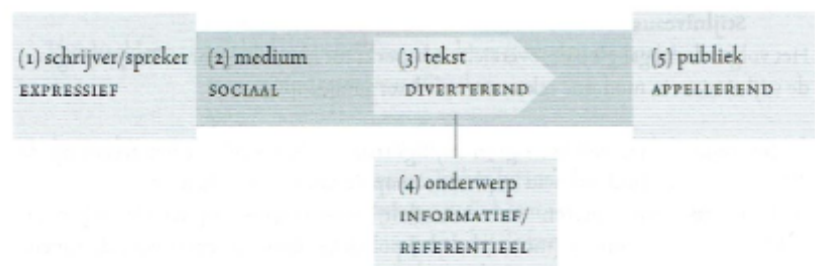 (1) schrijver/spreker
EXPRESSIEF
(2) medium
SOCIAAL
(3) tekst
DIVERTEREND
(5) publiek
APPELLEREND
(4) onderwerp
INFORMATIEF/
REFERENTIEEL